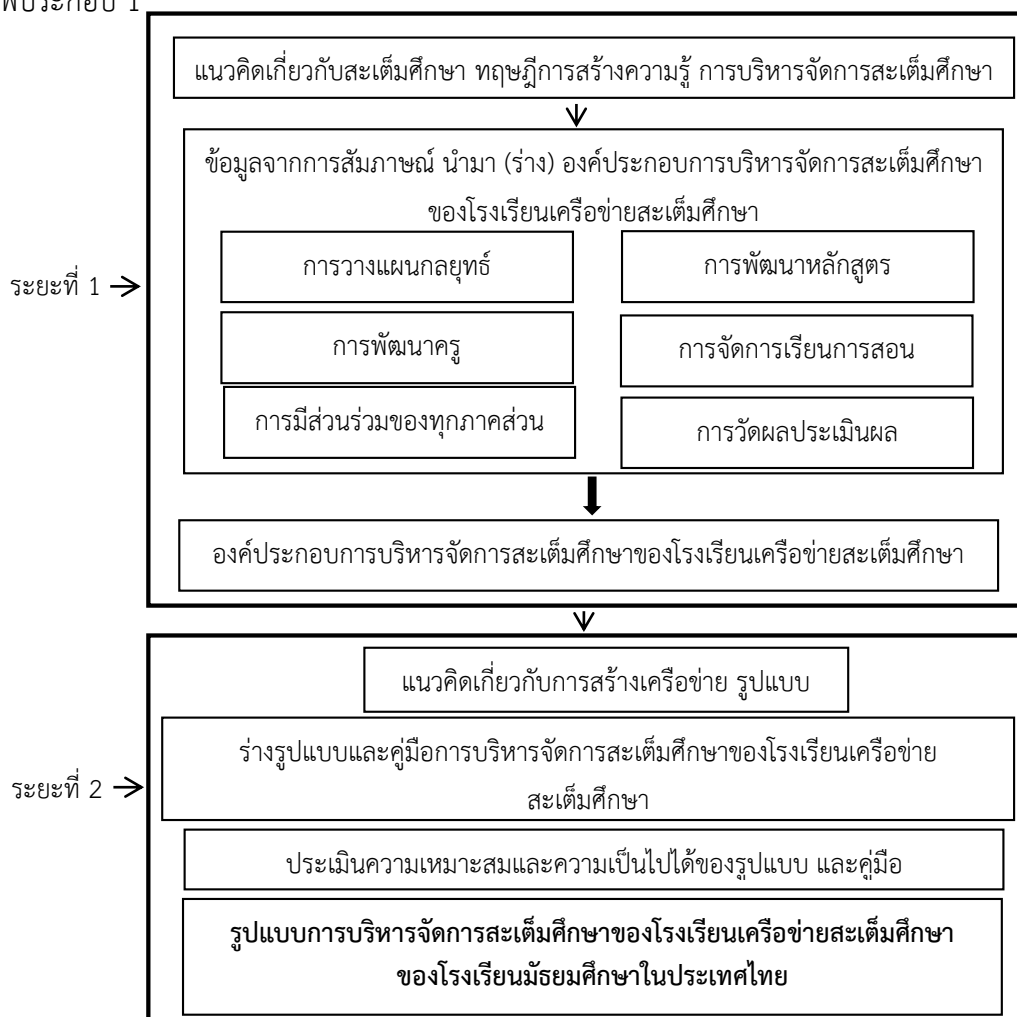 พประกอบ 1
แนวคิดเกี่ยวกับสะเต็มศึกษา ทฤษฎีการสร้างความรู้ การบริหารจัดการสะเต็มศึกษา
ข้อมูลจากการสัมภาษณ์ นำมา (ร่าง) องค์ประกอบการบริหารจัดการสะเต็มศึกษา
ของโรงเรียนเครือข่ายสะเต็มศึกษา
การวางแผนกลยุทธ์
การพัฒนาหลักสูตร
ระยะที่ 1
การพัฒนาครู
การจัดการเรียนการสอน
การมีส่วนร่วมของทุกภาคส่วน
การวัดผลประเมินผล
องค์ประกอบการบริหารจัดการสะเต็มศึกษาของโรงเรียนเครือข่ายสะเต็มศึกษา
แนวคิดเกี่ยวกับการสร้างเครือข่าย รูปแบบ
ร่างรูปแบบและคู่มือการบริหารจัดการสะเต็มศึกษาของโรงเรียนเครือข่าย
สะเต็มศึกษา
ระยะที่ 2
ประเมินความเหมาะสมและความเป็นไปได้ของรูปแบบ และคู่มือ
รูปแบบการบริหารจัดการสะเต็มศึกษาของโรงเรียนเครือข่ายสะเต็มศึกษา
ของโรงเรียนมัธยมศึกษาในประเทศไทย